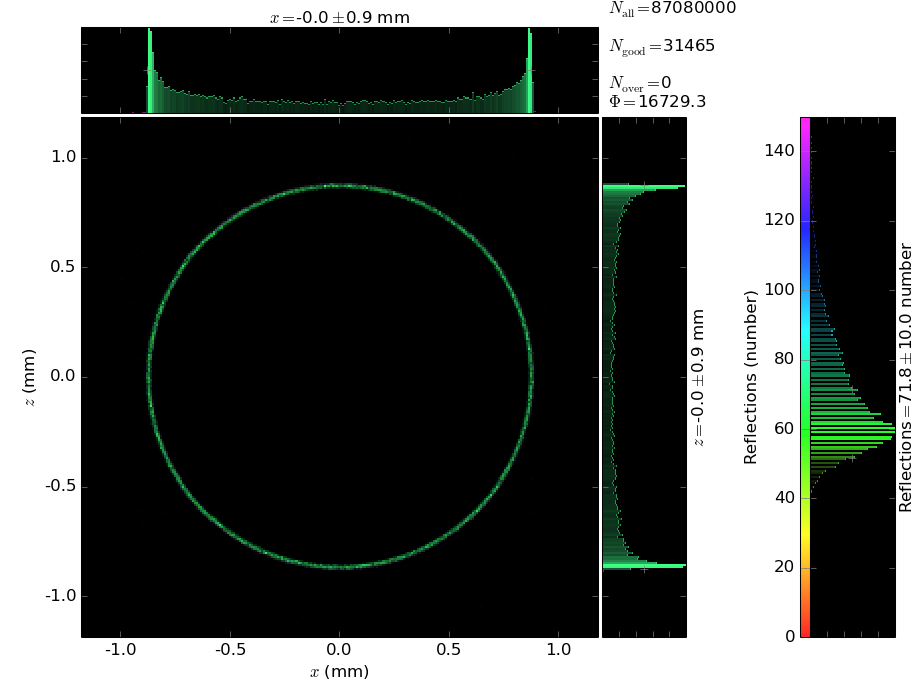 x=-0.0±0.9 mm
N_all=87080000
N_good=31465
N_over=0
Φ=16729.3
1.0
0.5
0.0
-0.5
-1.0
z (mm)
-1.0 -0.5 0.0 0.5 1.0
x (mm)
z=-0.0±0.9 mm
Reflections (number)
140
120
100
80
60
40
20
0
Reflections=71.8±10.0 number